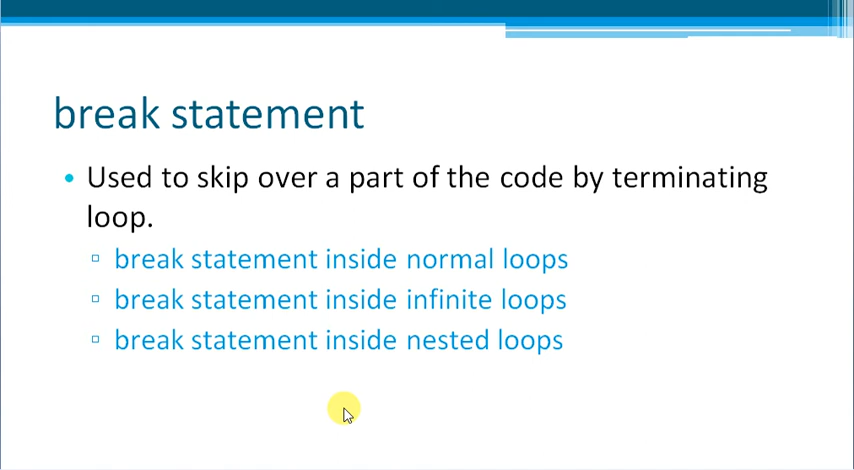 break statement
Used to skip over a part of the code by terminating
loop.
break statement inside normal loops
break statement inside infinite loops
break statement inside nested loops